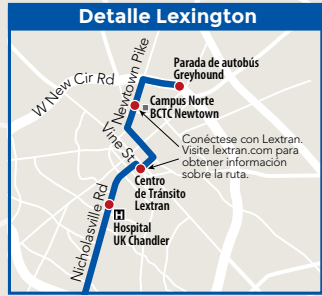 Detalle Lexington
Parada de autobús
Greyhound
Newtown Pike
W New Cir Rd
Campus Norte
BCTC Newtown
Vine St
Conéctese con Lextran.
Visite lextran.com para
obtener información
sobre la ruta.
Centro
de Tránsito
Lextran
Nicholasville Rd
H
Hospital
UK Chandler